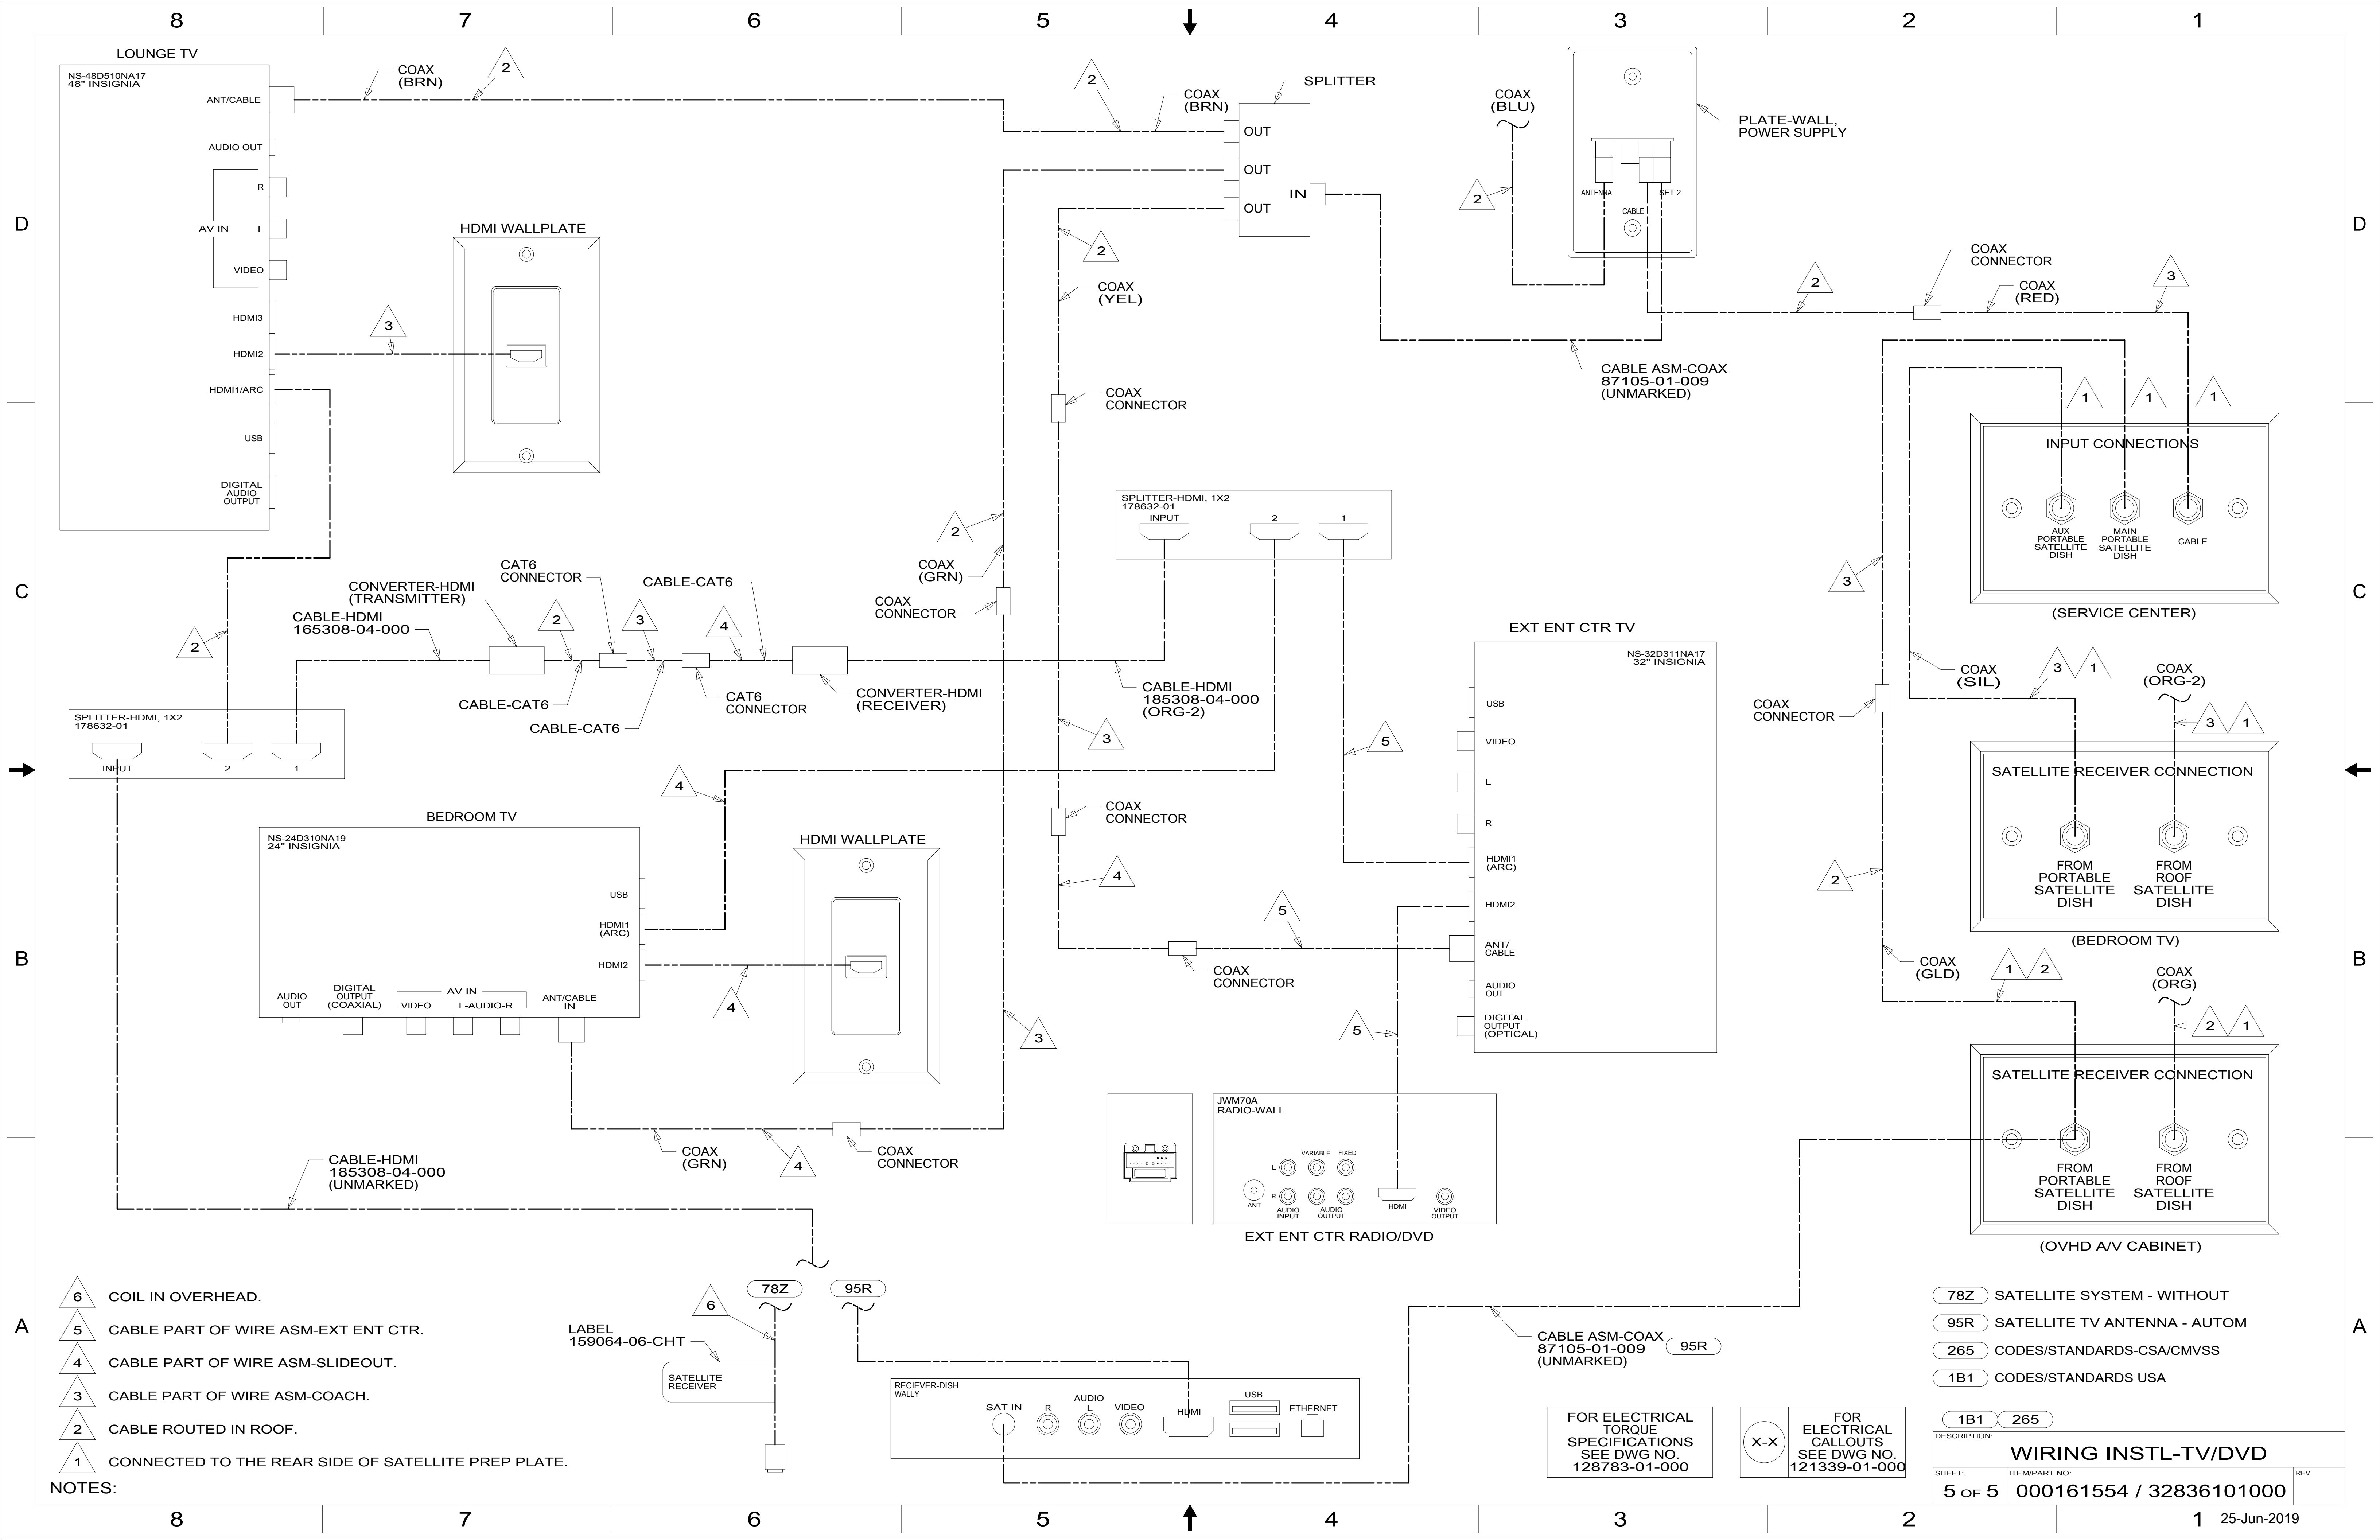 8 7 6 5 4 3 2 1
D
C
B
A
D
C
B
A
LOUNGE TV
NS-48D510NA17
48" INSIGNIA
ANT/CABLE
AUDIO OUT
R
AV IN
L
VIDEO
HDMI3
HDMI2
HDMI1/ARC
USB
DIGITAL
AUDIO
OUTPUT
COAX
(BRN)
2
HDMI WALLPLATE
3
2
COAX
(BRN)
SPLITTER
OUT
OUT
OUT
IN
2
COAX
(YEL)
COAX
CONNECTOR
COAX
(BLU)
2
PLATE-WALL,
POWER SUPPLY
ANTENNA
SET 2
CABLE
CABLE ASM-COAX
87105-01-009
(UNMARKED)
2
COAX
CONNECTOR
COAX
(RED)
3
1
1
1
INPUT CONNECTIONS
AUX
PORTABLE
SATELLITE
DISH
MAIN
PORTABLE
SATELLITE
DISH
CABLE
(SERVICE CENTER)
3
COAX
(SIL)
3
1
COAX
(ORG-2)
3
1
COAX
CONNECTOR
SATELLITE RECEIVER CONNECTION
FROM
PORTABLE
SATELLITE
DISH
FROM
ROOF
SATELLITE
DISH
(BEDROOM TV)
2
COAX
(GLD)
1
2
COAX
(ORG)
2
1
SATELLITE RECEIVER CONNECTION
FROM
PORTABLE
SATELLITE
DISH
FROM
ROOF
SATELLITE
DISH
(OVHD A/V CABINET)
2
CABLE-HDMI
165308-04-000
CONVERTER-HDMI
(TRANSMITTER)
CAT6
CONNECTOR
CABLE-CAT6
2
3
4
CABLE-CAT6
CABLE-CAT6
CAT6
CONNECTOR
CONVERTER-HDMI
(RECEIVER)
2
COAX
(GRN)
COAX
CONNECTOR
SPLITTER-HDMI, 1X2
178632-01
INPUT
2
1
CABLE-HDMI
185308-04-000
(ORG-2)
3
5
SPLITTER-HDMI, 1X2
178632-01
INPUT
2
1
4
BEDROOM TV
NS-24D310NA19
24" INSIGNIA
USB
HDMI1
(ARC)
HDMI2
AUDIO
OUT
DIGITAL
OUTPUT
(COAXIAL)
AV IN
VIDEO
L-AUDIO-R
ANT/CABLE
IN
HDMI WALLPLATE
4
COAX
CONNECTOR
4
COAX
CONNECTOR
5
5
3
COAX
(GRN)
4
COAX
CONNECTOR
EXT ENT CTR TV
NS-32D311NA17
32" INSIGNIA
USB
VIDEO
L
R
HDMI1
(ARC)
HDMI2
ANT/
CABLE
AUDIO
OUT
DIGITAL
OUTPUT
(OPTICAL)
JWM70A
RADIO-WALL
VARIABLE
FIXED
L
R
ANT
AUDIO
INPUT
AUDIO
OUTPUT
HDMI
VIDEO
OUTPUT
EXT ENT CTR RADIO/DVD
CABLE-HDMI
185308-04-000
(UNMARKED)
6 COIL IN OVERHEAD.
5 CABLE PART OF WIRE ASM-EXT ENT CTR.
4 CABLE PART OF WIRE ASM-SLIDEOUT.
3 CABLE PART OF WIRE ASM-COACH.
2 CABLE ROUTED IN ROOF.
1 CONNECTED TO THE REAR SIDE OF SATELLITE PREP PLATE.
NOTES:
6
78Z
95R
LABEL
159064-06-CHT
SATELLITE
RECEIVER
RECIEVER-DISH
WALLY
SAT IN
R
AUDIO
L
VIDEO
HDMI
USB
ETHERNET
CABLE ASM-COAX
87105-01-009
(UNMARKED)
95R
FOR ELECTRICAL
TORQUE
SPECIFICATIONS
SEE DWG NO.
128783-01-000
X-X
FOR
ELECTRICAL
CALLOUTS
SEE DWG NO.
121339-01-000
78Z SATELLITE SYSTEM - WITHOUT
95R SATELLITE TV ANTENNA - AUTOM
265 CODES/STANDARDS-CSA/CMVSS
1B1 CODES/STANDARDS USA
1B1 265
DESCRIPTION:
WIRING INSTL-TV/DVD
SHEET:
5 OF 5
ITEM/PART NO:
000161554 / 32836101000
REV
8 7 6 5 4 3 2 1
25-Jun-2019